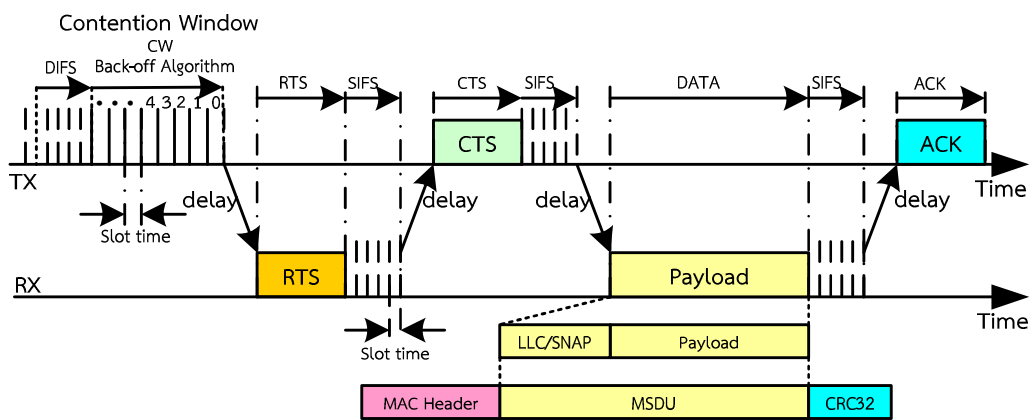 Contention Window
CW
DIFS Back-off Algorithm
RTS SIFS CTS SIFS DATA SIFS ACK
4 3 2 1 0
CTS ACK
TX Time
delay delay delay delay
Slot time
RTS Payload
RX Time
Slot time
LLC/SNAP Payload
MAC Header MSDU CRC32